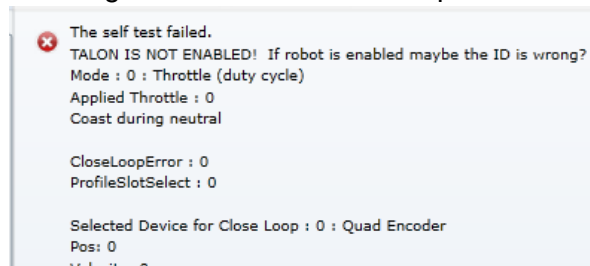 The self test failed.
TALON IS NOT ENABLED! If robot is enabled maybe the ID is wrong?
Mode : 0 : Throttle (duty cycle)
Applied Throttle : 0
Coast during neutral
CloseLoopError : 0
ProfileSlotSelect : 0
Selected Device for Close Loop : 0 : Quad Encoder
Pos: 0